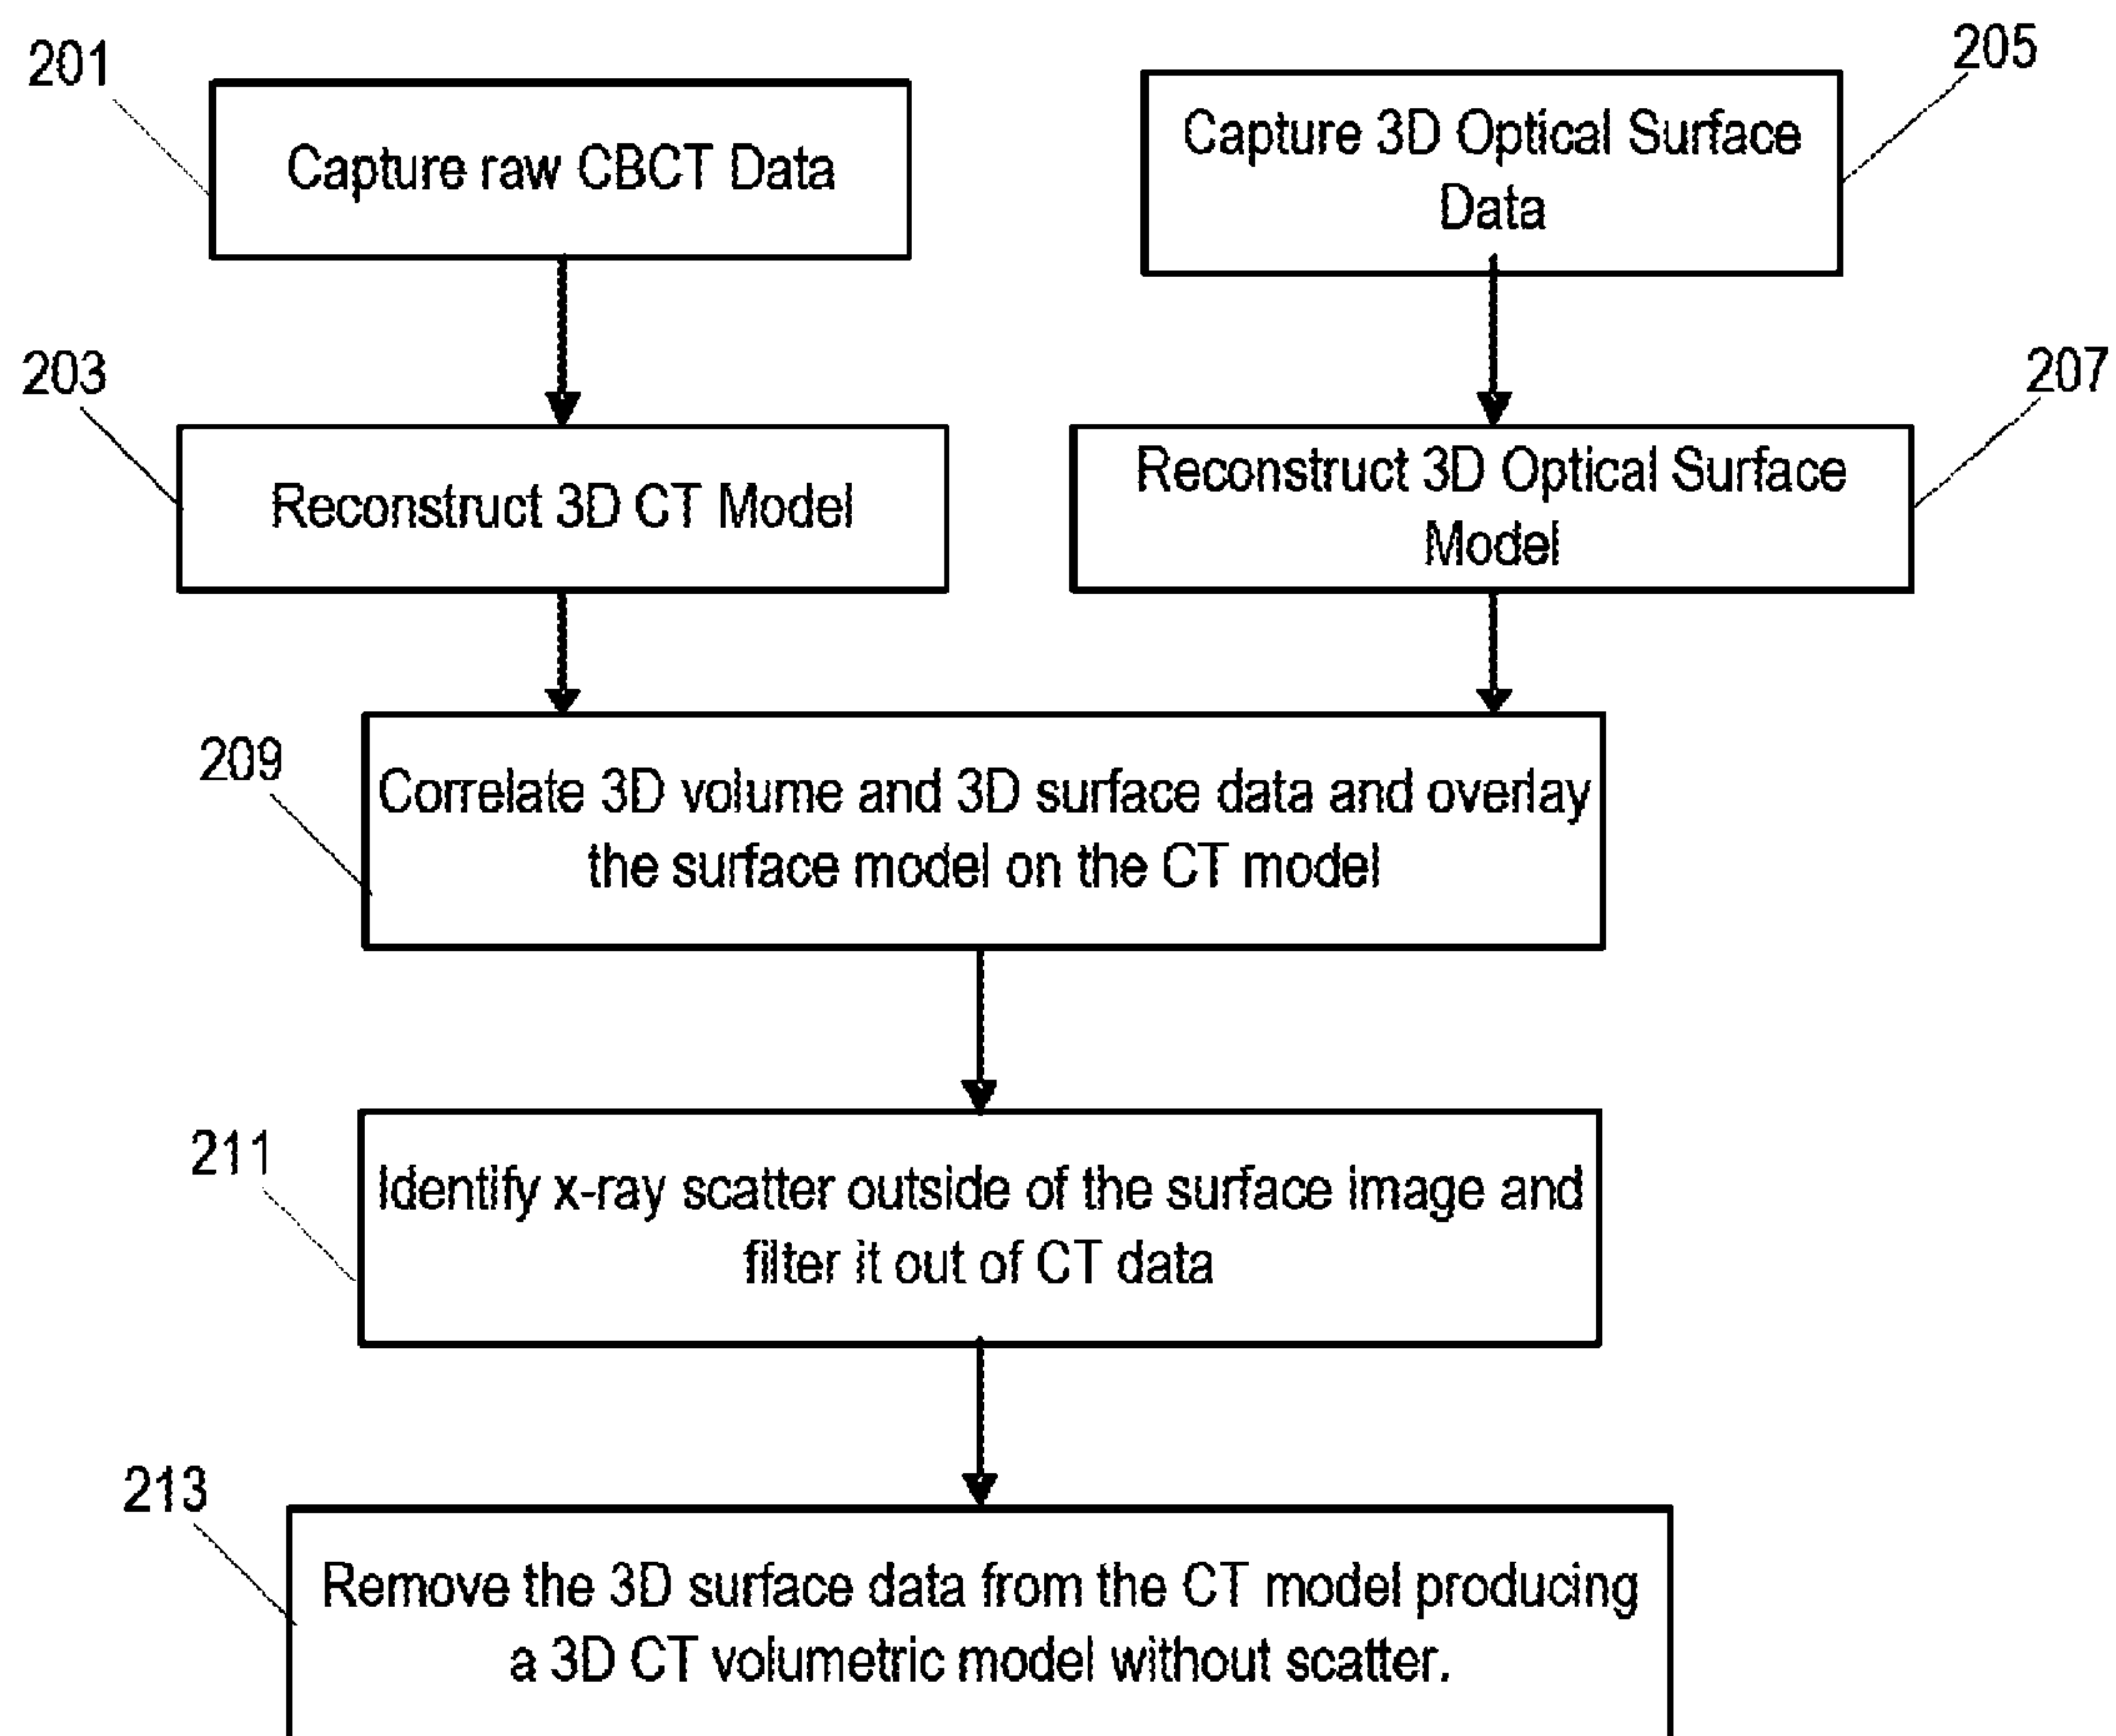 201
Capture raw CBCT Data
205
Capture 3D Optical Surface
Data
203
Reconstruct 3D CT Model
207
Reconstruct 3D Optical Surface
Model
209
Correlate 3D volume and 3D surface data and overlay
the surface model on the CT model
211
Identify x-ray scatter outside of the surface image and
filter it out of CT data
213
Remove the 3D surface data from the CT model producing
a 3D CT volumetric model without scatter.